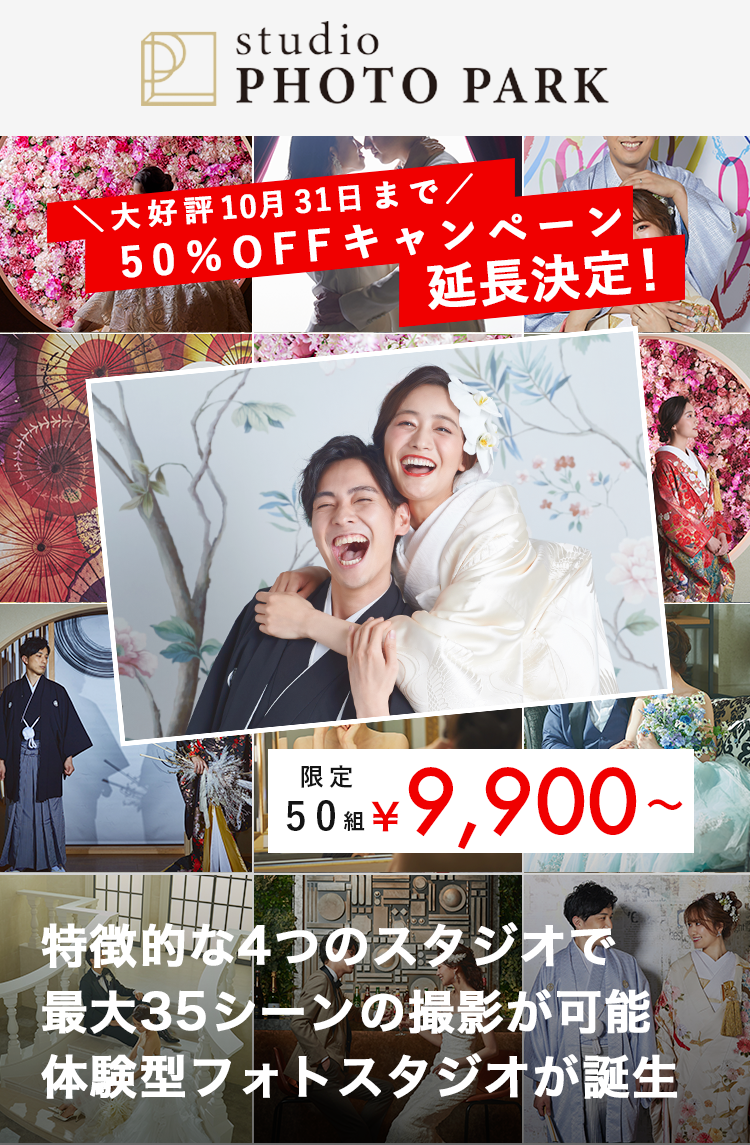 studio
PHOTO PARK
＼大好評10月31日まで／
50％OFFキャンペーン
延長決定！
限定
50組 ¥9,900～
特徴的な4つのスタジオで
最大35シーンの撮影が可能
体験型フォトスタジオが誕生